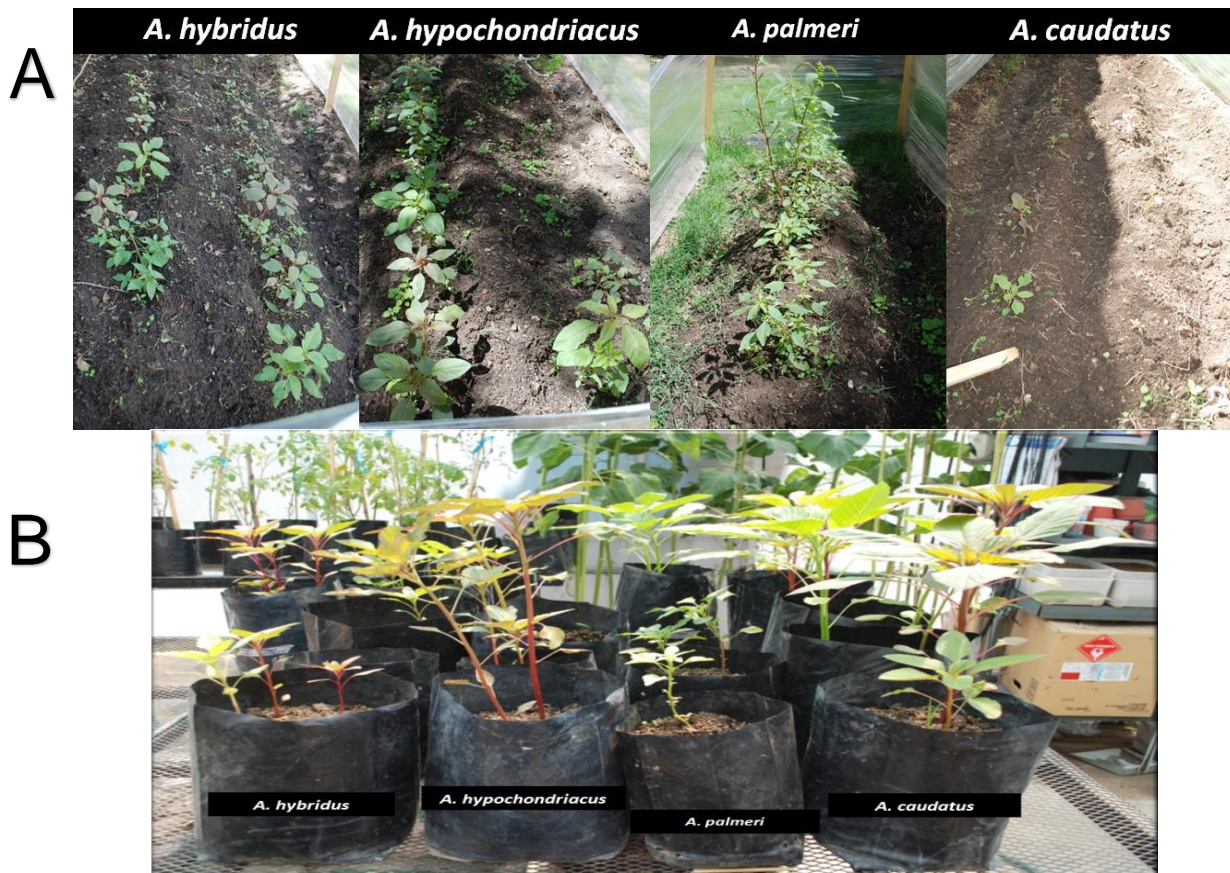 A
A. hybridus
A. hypochondriacus
A. palmeri
A. caudatus
B
A. hybridus
A. hypochondriacus
A. palmeri
A. caudatus